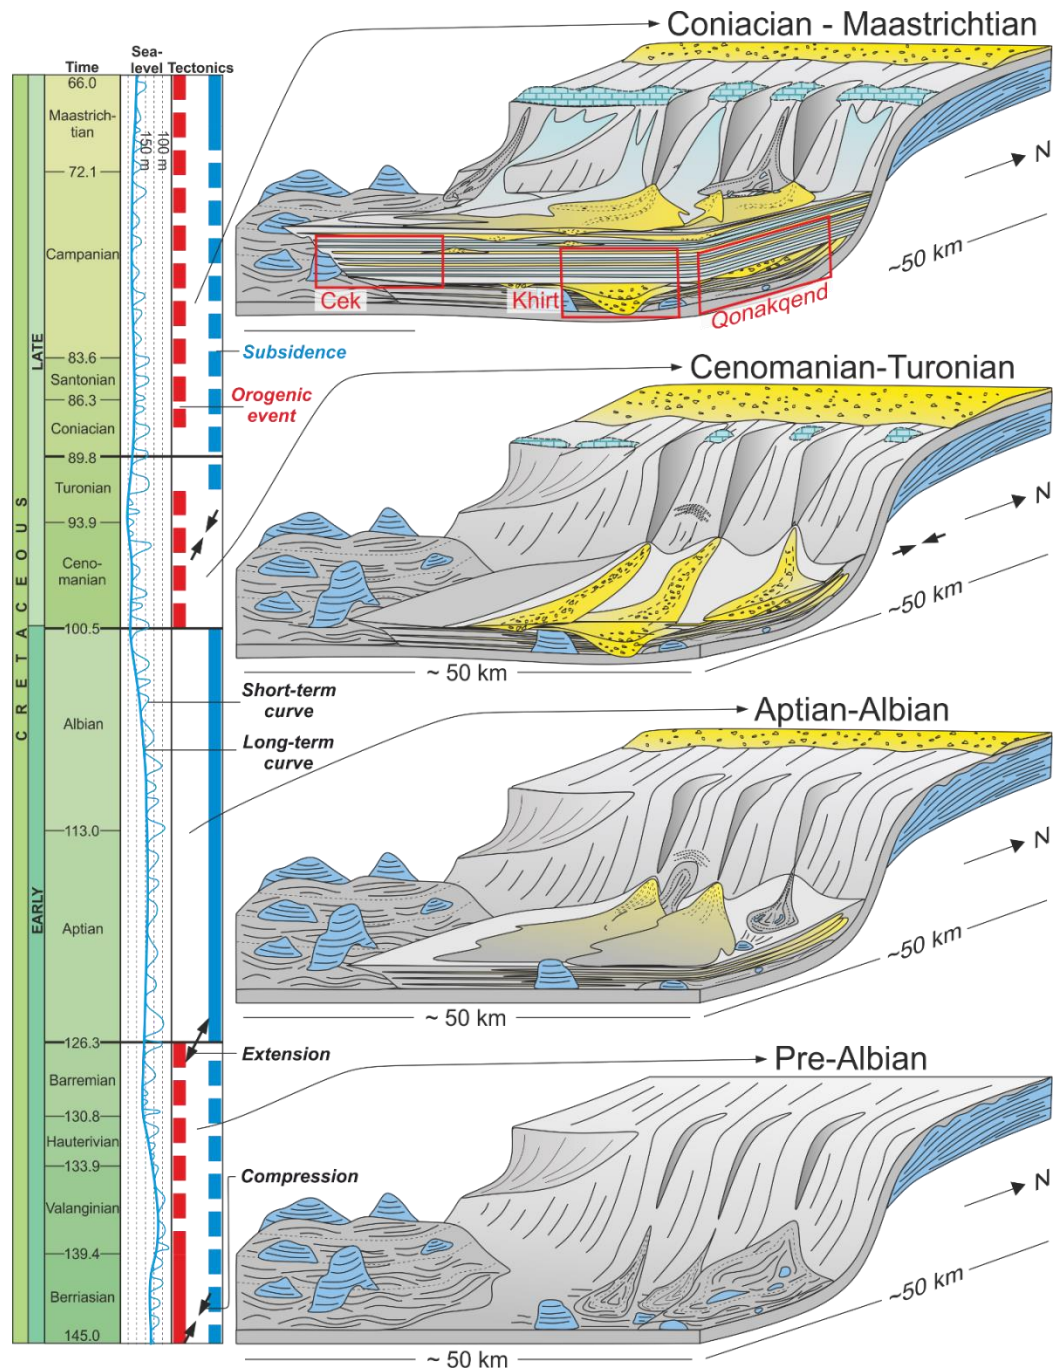 Coniacian - Maastrichtian
Sea-
Time level Tectonics
66.0
Maastrich-
tian
150 m
100 m
72.1
Campanian
N
~50 km
Cek
Khirt
Qonakqend
83.6
Subsidence
Santonian
86.3
Orogenic
event
Coniacian
89.8
Cenomanian-Turonian
Turonian
93.9
Ceno-
manian
100.5
N
~50 km
~ 50 km
LATE
CRETACEOUS
EARLY
Short-term
curve
Albian
Long-term
curve
Aptian-Albian
113.0
Aptian
N
~50 km
~ 50 km
126.3
Extension
Pre-Albian
Barremian
130.8
Hauterivian
133.9
Compression
Valanginian
139.4
Berriasian
145.0
N
~50 km
~ 50 km